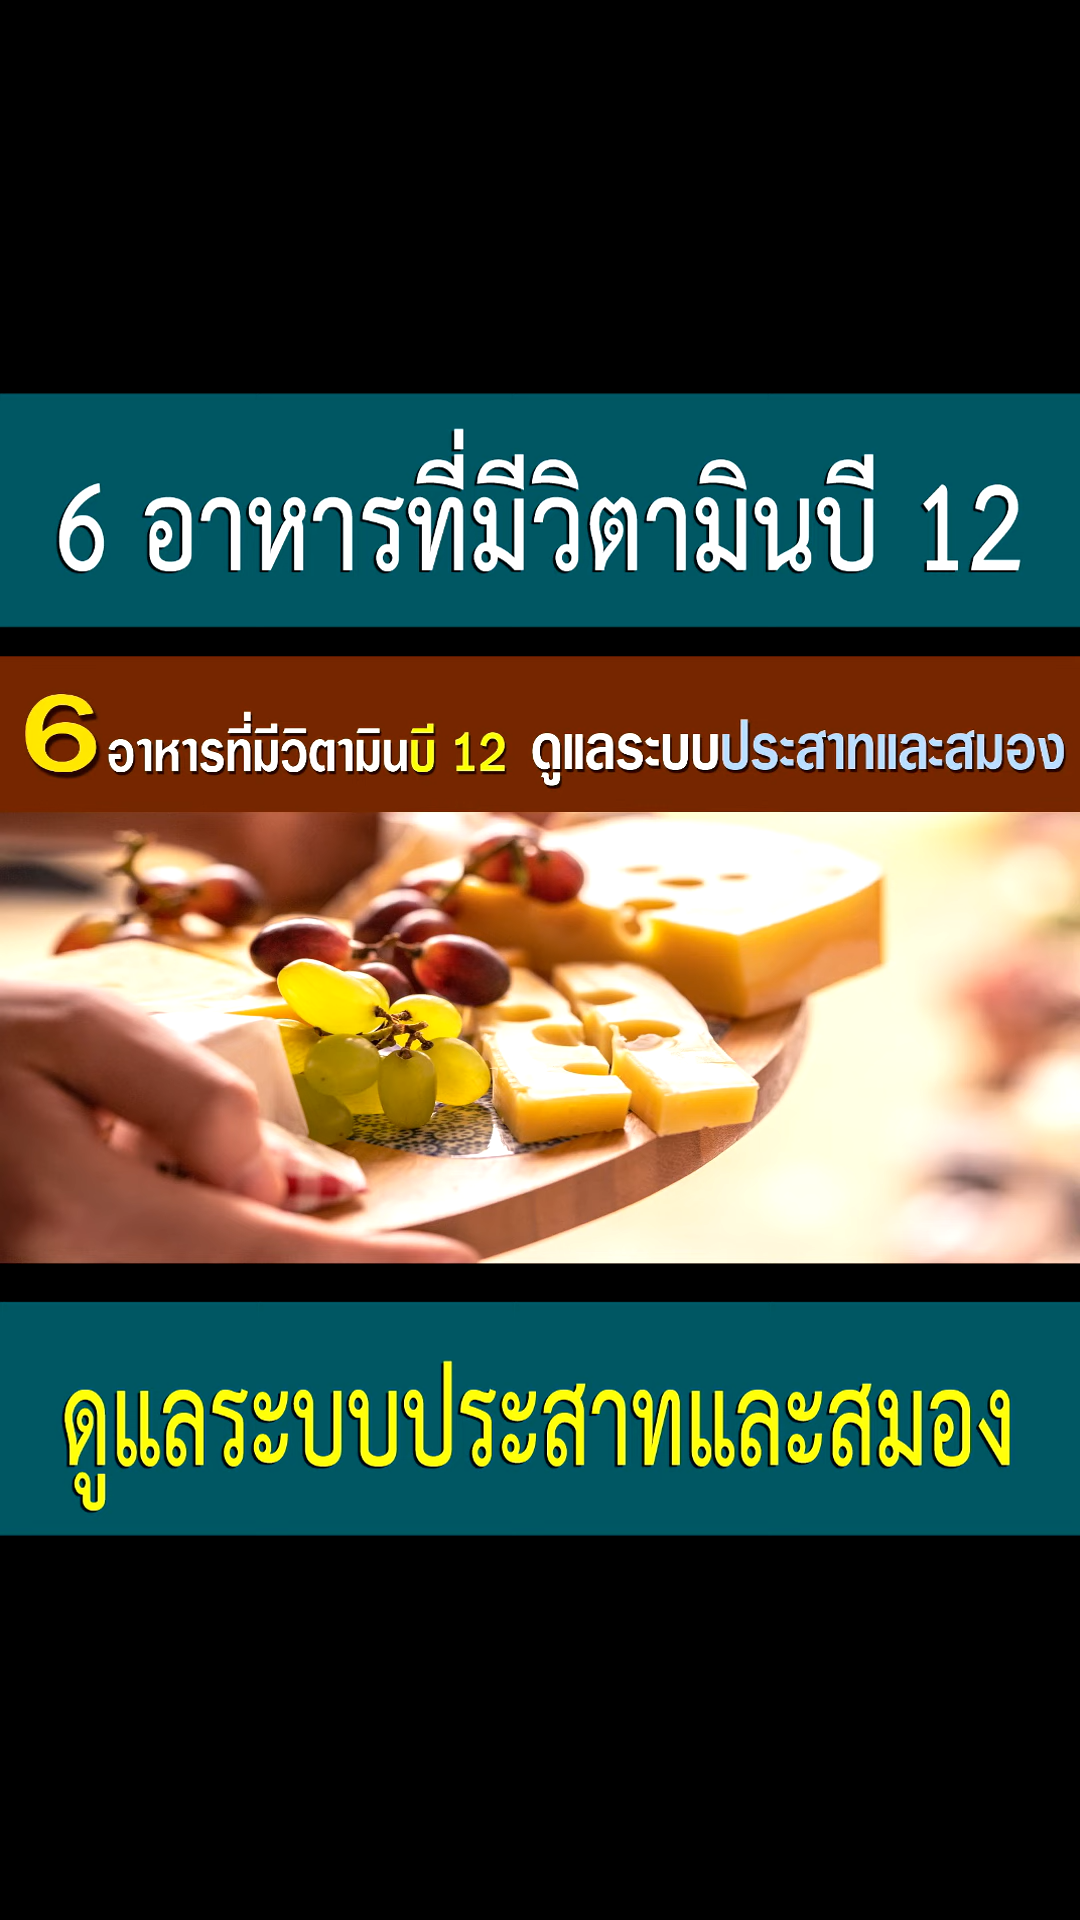 6 อาหารที่มีวิตามินบี 12
6 อาหารที่มีวิตามินบี 12 ดูแลระบบประสาทและสมอง
ดูแลระบบประสาทและสมอง